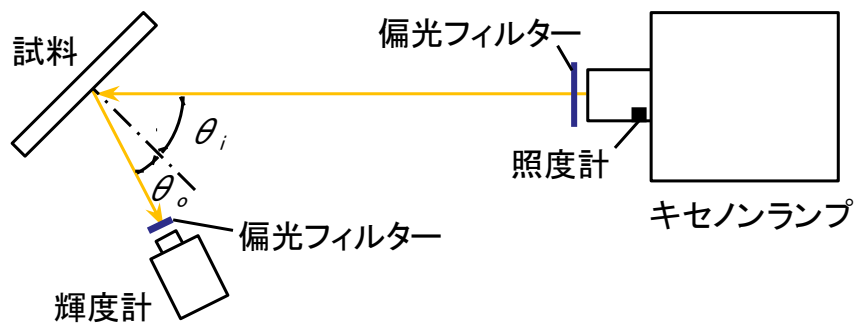 試料
偏光フィルター
θi
照度計
θo
キセノンランプ
偏光フィルター
輝度計